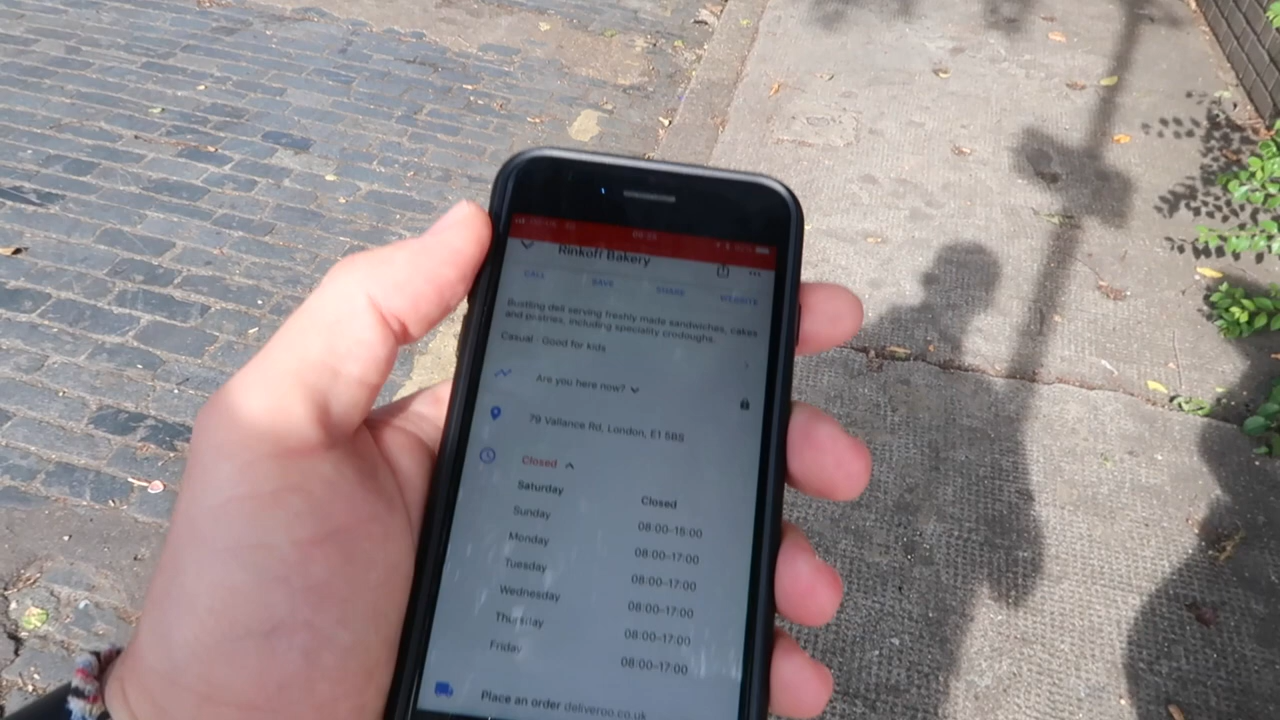 Rinkoff Bakery
CALL SAVE SHARE WEBSITE
Bustling deli serving freshly made sandwiches, cakes
and pastries, including speciality crodoughs.
Casual · Good for kids
Are you here now?
79 Vallance Rd, London, E1 5BS
Closed
Saturday Closed
Sunday 08:00–15:00
Monday 08:00–17:00
Tuesday 08:00–17:00
Wednesday 08:00–17:00
Thursday 08:00–17:00
Friday 08:00–17:00
Place an order deliveroo.co.uk